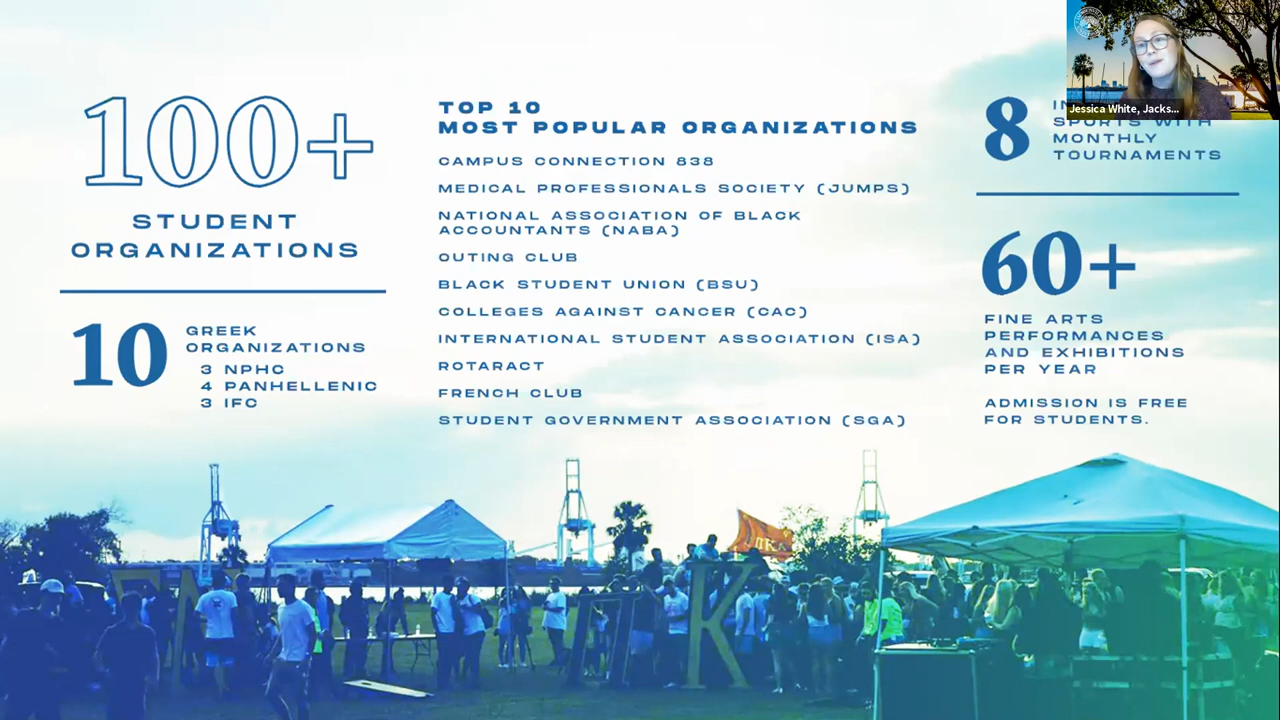 100+
STUDENT
ORGANIZATIONS
10
GREEK
ORGANIZATIONS
3 NPHC
4 PANHELLENIC
3 IFC
TOP 10
MOST POPULAR ORGANIZATIONS
CAMPUS CONNECTION 838
MEDICAL PROFESSIONALS SOCIETY (JUMPS)
NATIONAL ASSOCIATION OF BLACK
ACCOUNTANTS (NABA)
OUTING CLUB
BLACK STUDENT UNION (BSU)
COLLEGES AGAINST CANCER (CAC)
INTERNATIONAL STUDENT ASSOCIATION (ISA)
ROTARACT
FRENCH CLUB
STUDENT GOVERNMENT ASSOCIATION (SGA)
Jessica White, Jacks...
8
SPORTS WITH
MONTHLY
TOURNAMENTS
60+
FINE ARTS
PERFORMANCES
AND EXHIBITIONS
PER YEAR
ADMISSION IS FREE
FOR STUDENTS.
ΠΚΑ
ΠΚ